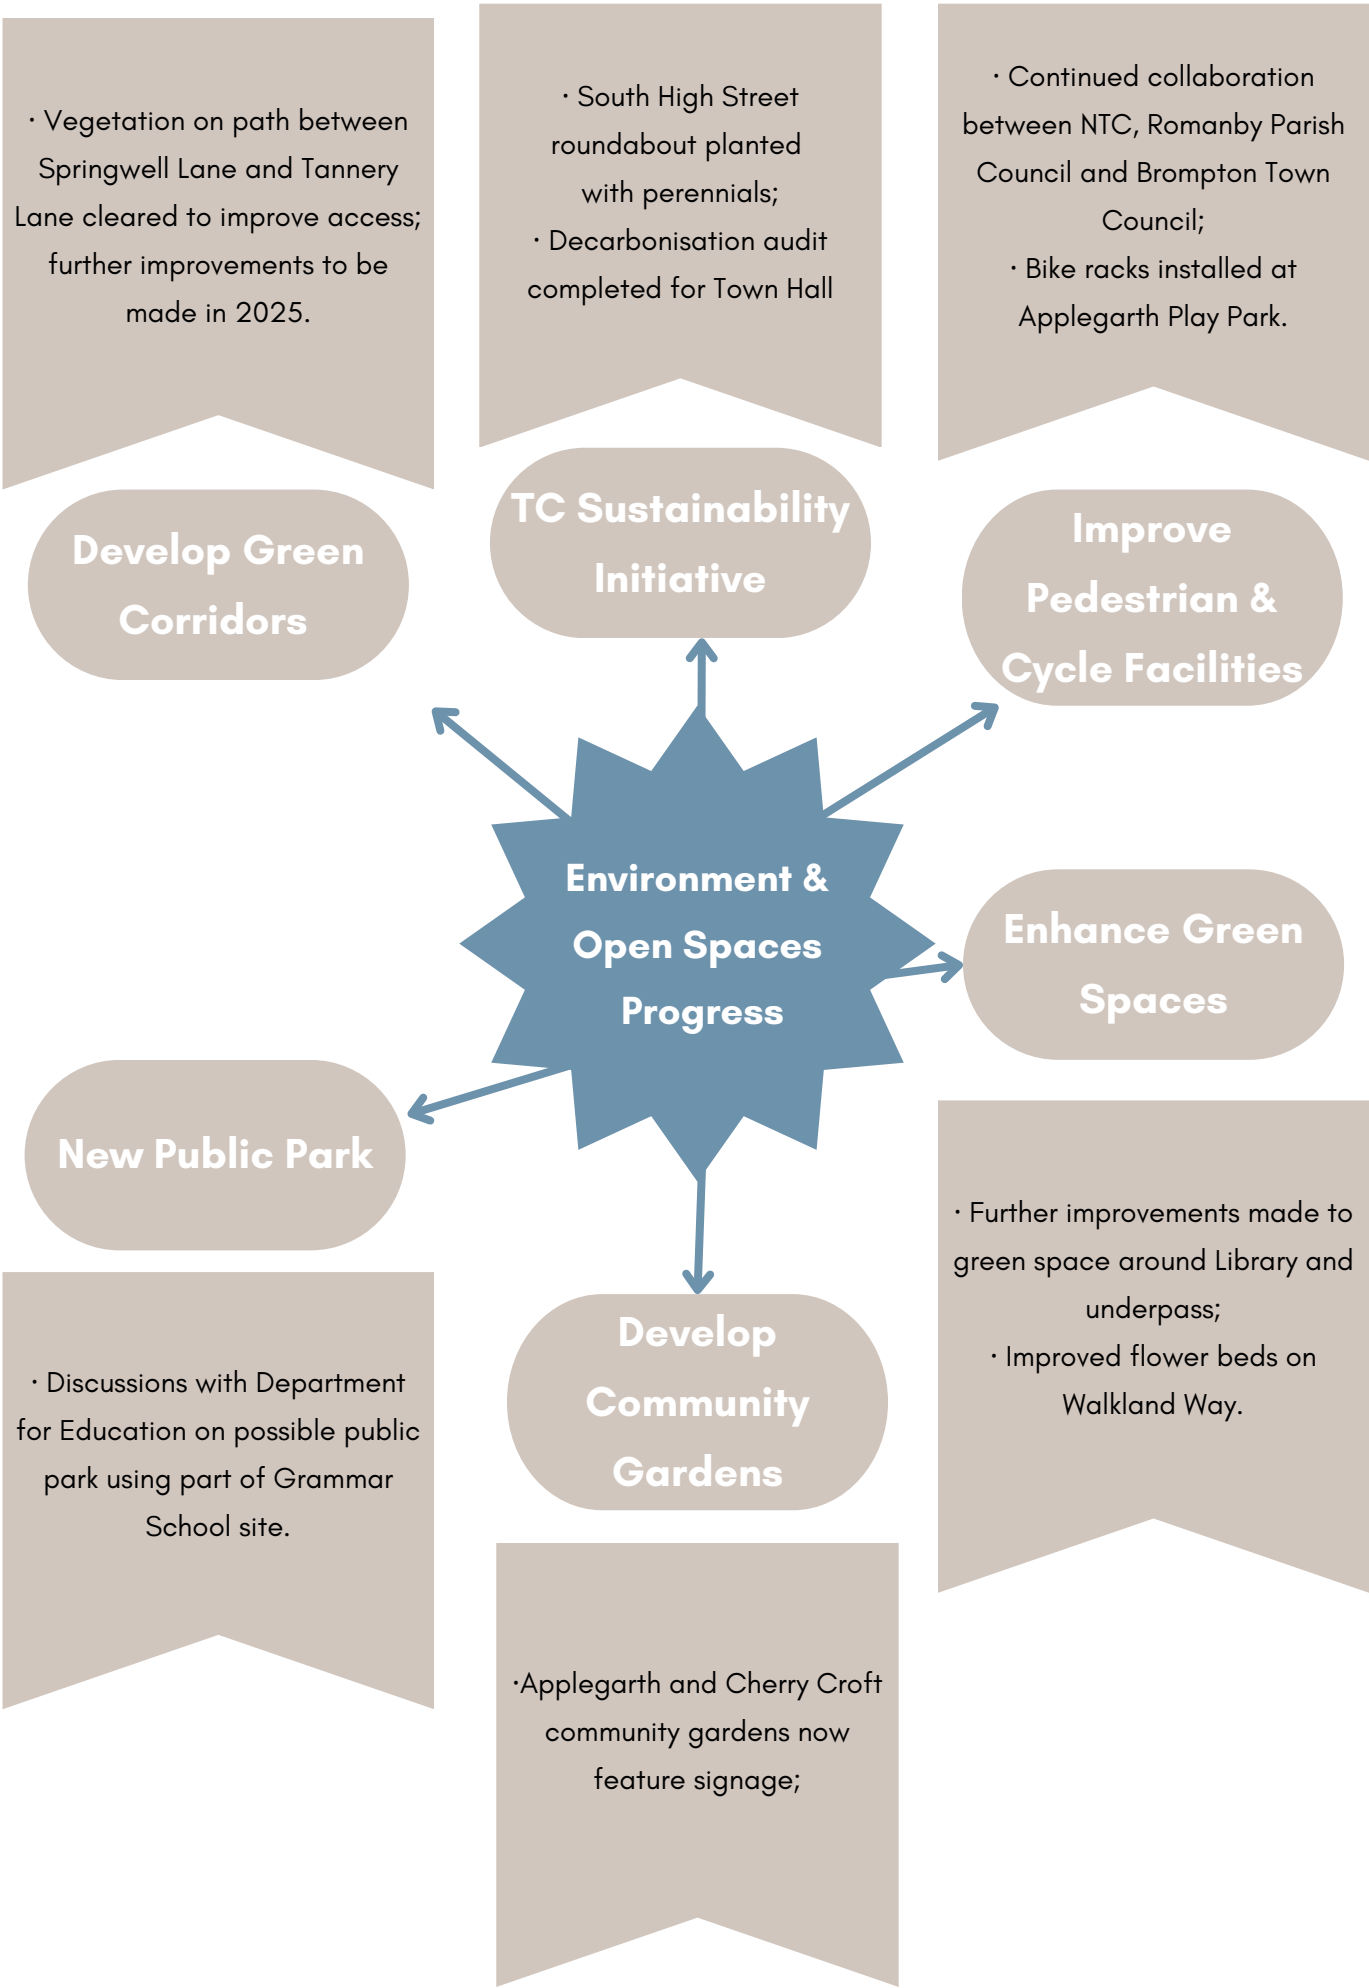 · Vegetation on path between
Springwell Lane and Tannery
Lane cleared to improve access;
further improvements to be
made in 2025.
Develop Green
Corridors
· South High Street
roundabout planted
with perennials;
· Decarbonisation audit
completed for Town Hall
TC Sustainability
Initiative
· Continued collaboration
between NTC, Romanby Parish
Council and Brompton Town
Council;
· Bike racks installed at
Applegarth Play Park.
Improve
Pedestrian &
Cycle Facilities
Environment &
Open Spaces
Progress
Enhance Green
Spaces
· Further improvements made to
green space around Library and
underpass;
· Improved flower beds on
Walkland Way.
New Public Park
· Discussions with Department
for Education on possible public
park using part of Grammar
School site.
Develop
Community
Gardens
·Applegarth and Cherry Croft
community gardens now
feature signage;